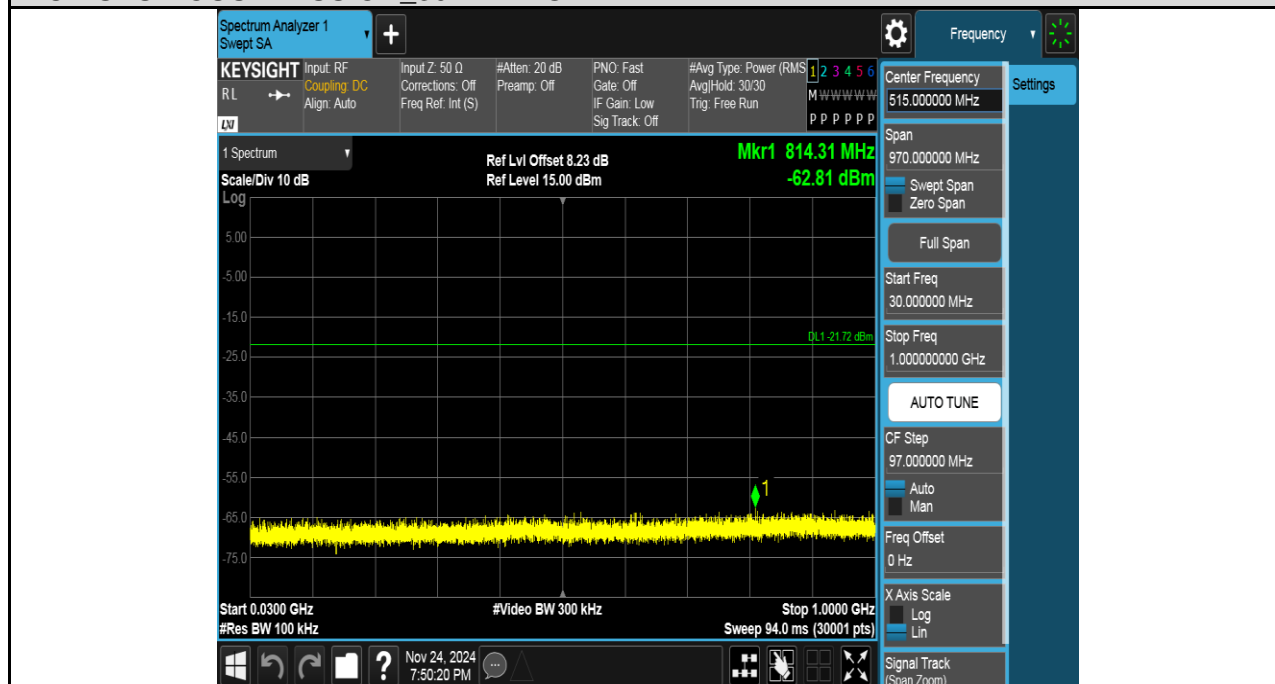 Spectrum Analyzer 1
Swept SA
+
Frequency
KEYSIGHT
RL
LXI
Input: RF
Coupling: DC
Align: Auto
Input Z: 50 Ω
Corrections: Off
Freq Ref: Int (S)
#Atten: 20 dB
Preamp: Off
PNO: Fast
Gate: Off
IF Gain: Low
Sig Track: Off
#Avg Type: Power (RMS
Avg|Hold: 30/30
Trig: Free Run
1 2 3 4 5 6
M W W W W W
P P P P P P
1 Spectrum
Scale/Div 10 dB
Log
Ref Lvl Offset 8.23 dB
Ref Level 15.00 dBm
Mkr1 814.31 MHz
-62.81 dBm
5.00
-5.00
-15.0
DL1 -21.72 dBm
-25.0
-35.0
-45.0
-55.0
1
-65.0
-75.0
Start 0.0300 GHz
#Res BW 100 kHz
#Video BW 300 kHz
Stop 1.0000 GHz
Sweep 94.0 ms (30001 pts)
?
Nov 24, 2024
7:50:20 PM
Center Frequency
515.000000 MHz
Settings
Span
970.000000 MHz
Swept Span
Zero Span
Full Span
Start Freq
30.000000 MHz
Stop Freq
1.000000000 GHz
AUTO TUNE
CF Step
97.000000 MHz
Auto
Man
Freq Offset
0 Hz
X Axis Scale
Log
Lin
Signal Track
(Span Zoom)